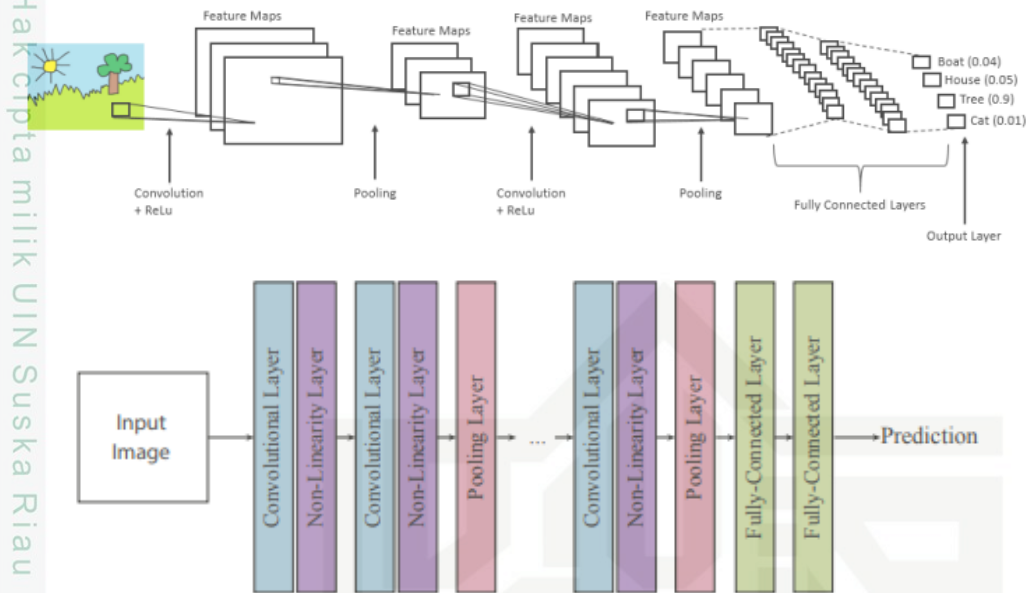 Hak cipta milik UIN Suska Riau
Feature Maps
Feature Maps
Feature Maps
Feature Maps
Boat (0.04)
House (0.05)
Tree (0.9)
Cat (0.01)
Convolution
+ ReLu
Pooling
Convolution
+ ReLu
Pooling
Fully Connected Layers
Output Layer
Input
Image
Convolutional Layer
Non-Linearity Layer
Convolutional Layer
Non-Linearity Layer
Pooling Layer
...
Convolutional Layer
Non-Linearity Layer
Pooling Layer
Fully-Connected Layer
Fully-Connected Layer
Prediction